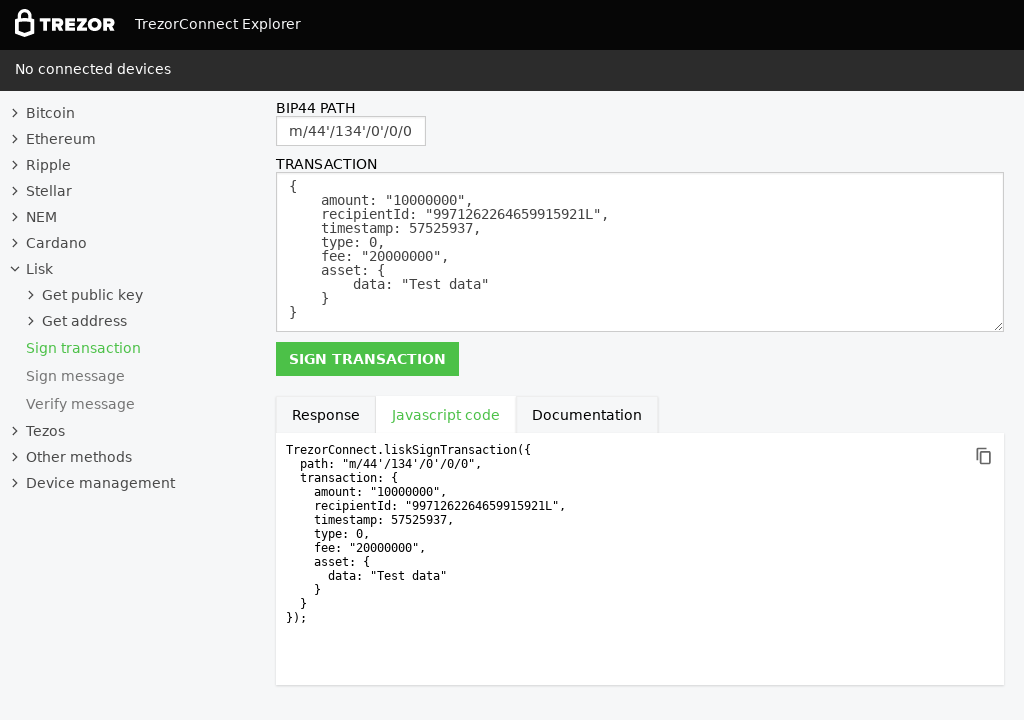 TREZOR TrezorConnect Explorer
No connected devices
Bitcoin
Ethereum
Ripple
Stellar
NEM
Cardano
Lisk
Get public key
Get address
Sign transaction
Sign message
Verify message
Tezos
Other methods
Device management
BIP44 PATH
m/44'/134'/0'/0/0
TRANSACTION
{
    amount: "10000000",
    recipientId: "9971262264659915921L",
    timestamp: 57525937,
    type: 0,
    fee: "20000000",
    asset: {
        data: "Test data"
    }
}
SIGN TRANSACTION
Response Javascript code Documentation
TrezorConnect.liskSignTransaction({
  path: "m/44'/134'/0'/0/0",
  transaction: {
    amount: "10000000",
    recipientId: "9971262264659915921L",
    timestamp: 57525937,
    type: 0,
    fee: "20000000",
    asset: {
      data: "Test data"
    }
  }
});